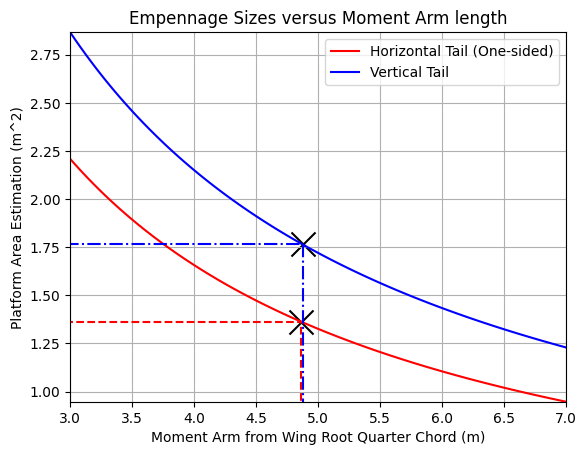 Empennage Sizes versus Moment Arm length
Horizontal Tail (One-sided)
Vertical Tail
Platform Area Estimation (m^2)
2.75
2.50
2.25
2.00
1.75
1.50
1.25
1.00
3.0 3.5 4.0 4.5 5.0 5.5 6.0 6.5 7.0
Moment Arm from Wing Root Quarter Chord (m)